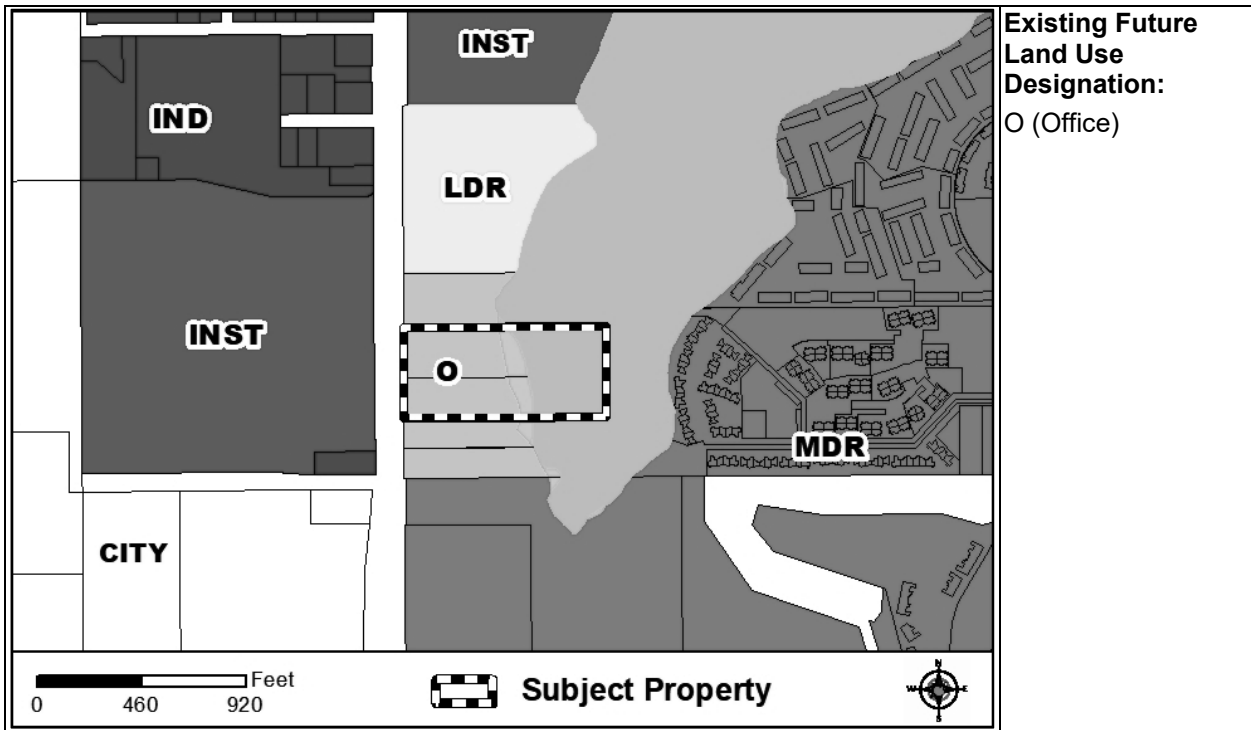 INST
IND
LDR
INST
O
MDR
CITY
Feet
0 460 920
Subject Property
N
W E
S
Existing Future
Land Use
Designation:
O (Office)